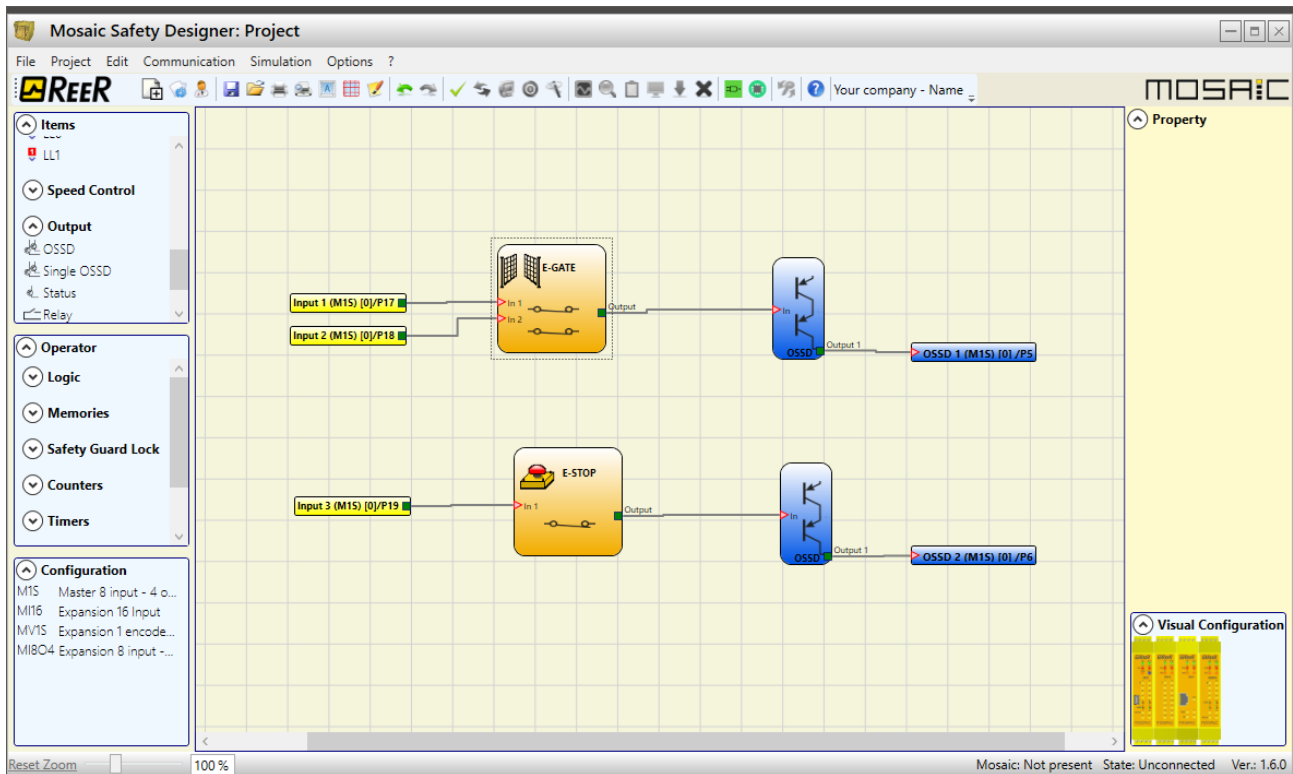 Mosaic Safety Designer: Project
File Project Edit Communication Simulation Options ?
REER
Your company - Name
MOSAIC
Items
LL1
Speed Control
Output
OSSD
Single OSSD
Status
Relay
Operator
Logic
Memories
Safety Guard Lock
Counters
Timers
Configuration
M1S Master 8 input - 4 o...
MI16 Expansion 16 Input
MV1S Expansion 1 encode...
MI8O4 Expansion 8 input -...
E-GATE
Input 1 (M1S) [0]/P17
In 1
Output
In
Input 2 (M1S) [0]/P18
In 2
OSSD
Output 1
OSSD 1 (M1S) [0] /P5
E-STOP
Input 3 (M1S) [0]/P19
In 1
Output
In
OSSD
Output 1
OSSD 2 (M1S) [0] /P6
Property
Visual Configuration
Reset Zoom
100 %
Mosaic: Not present State: Unconnected Ver.: 1.6.0